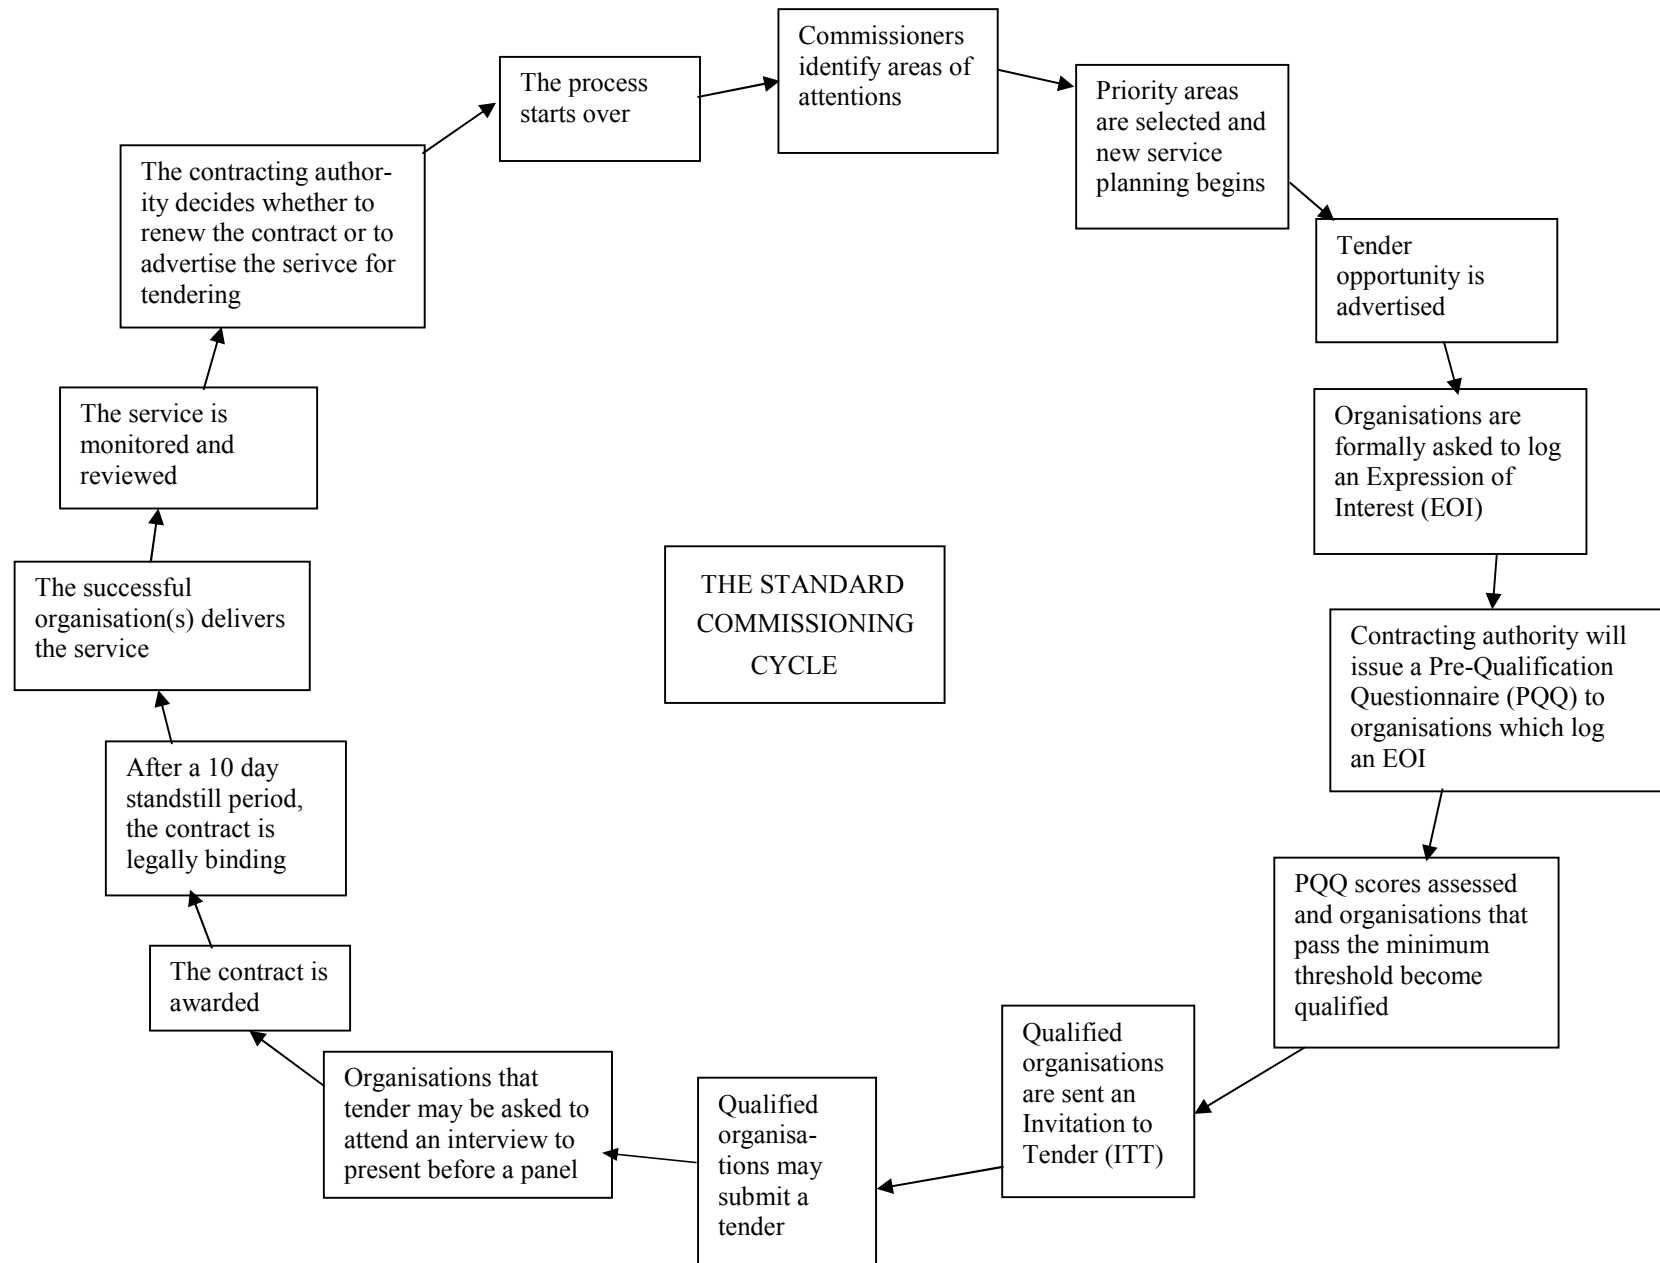 Commissioners
identify areas of
attentions
Priority areas
are selected and
new service
planning begins
Tender
opportunity is
advertised
Organisations are
formally asked to log
an Expression of
Interest (EOI)
Contracting authority will
issue a Pre-Qualification
Questionnaire (PQQ) to
organisations which log
an EOI
PQQ scores assessed
and organisations that
pass the minimum
threshold become
qualified
Qualified
organisations
are sent an
Invitation to
Tender (ITT)
Qualified
organisa-
tions may
submit a
tender
Organisations that
tender may be asked to
attend an interview to
present before a panel
The contract is
awarded
After a 10 day
standstill period,
the contract is
legally binding
The successful
organisation(s) delivers
the service
The service is
monitored and
reviewed
The contracting author-
ity decides whether to
renew the contract or to
advertise the serivce for
tendering
The process
starts over
THE STANDARD
COMMISSIONING
CYCLE